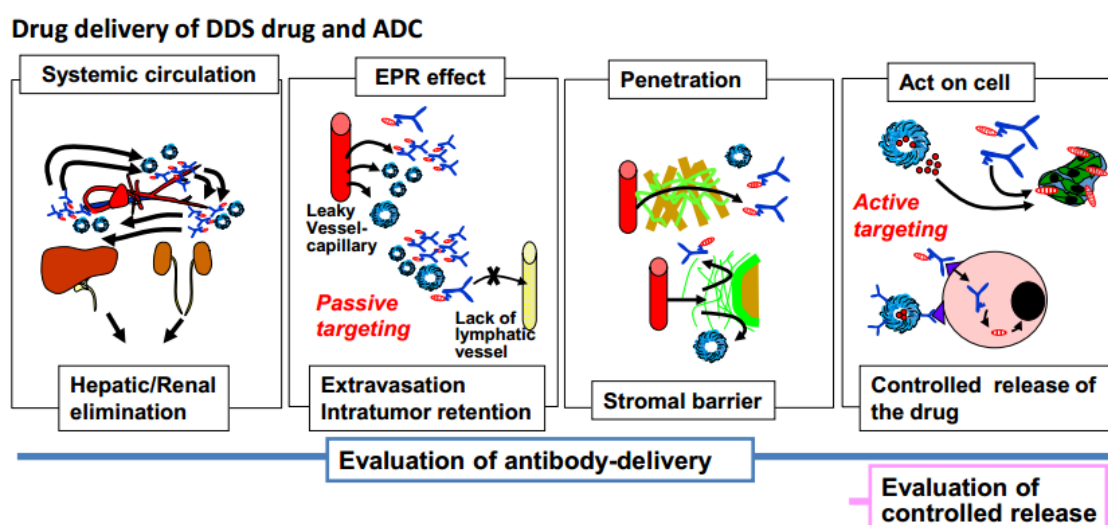 Drug delivery of DDS drug and ADC
Systemic circulation
Hepatic/Renal
elimination
EPR effect
Leaky
Vessel-
capillary
Passive
targeting
Lack of
lymphatic
vessel
Extravasation
Intratumor retention
Penetration
Stromal barrier
Act on cell
Active
targeting
Controlled release of
the drug
Evaluation of antibody-delivery
Evaluation of
controlled release